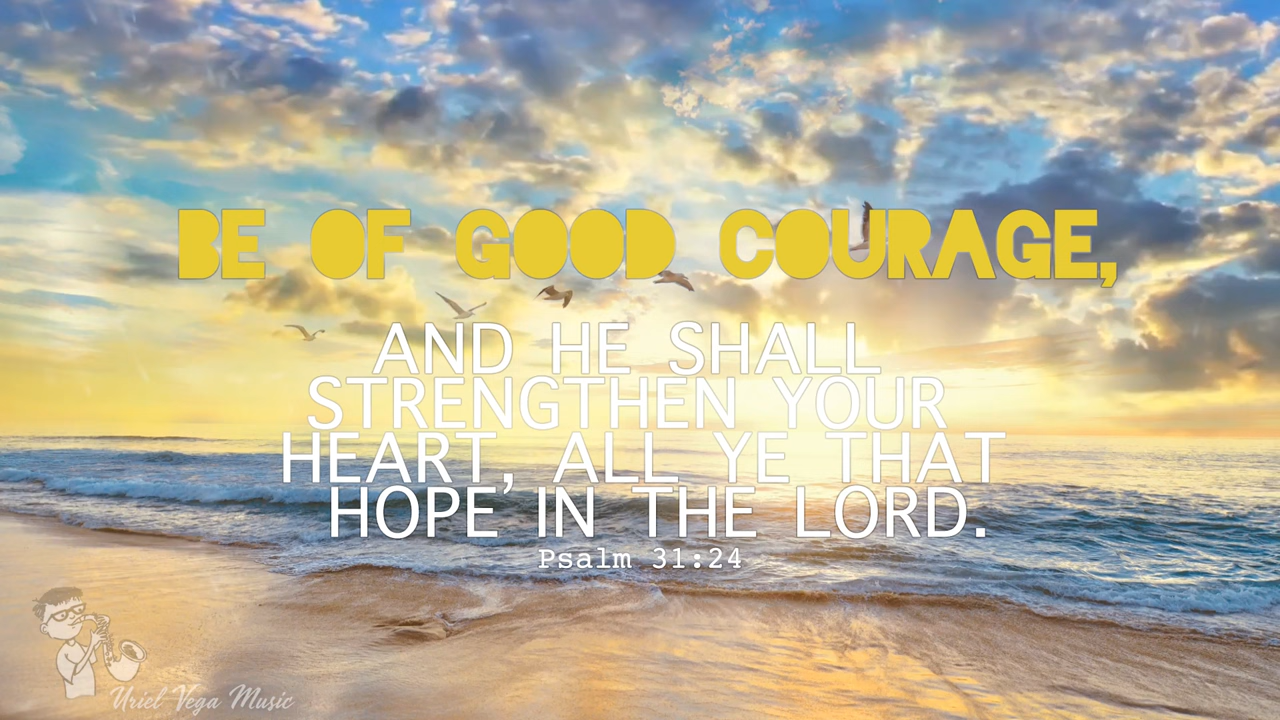 BE OF GOOD COURAGE,
AND HE SHALL
STRENGTHEN YOUR
HEART, ALL YE THAT
HOPE IN THE LORD.
Psalm 31:24
Uriel Vega Music